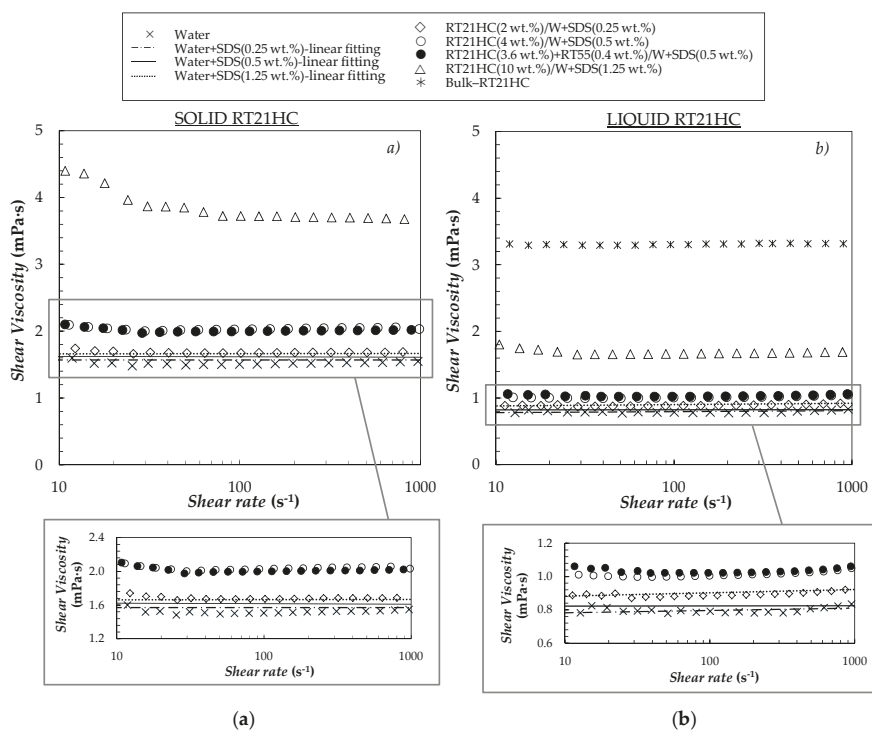 Water
Water+SDS(0.25 wt.%)-linear fitting
Water+SDS(0.5 wt.%)-linear fitting
Water+SDS(1.25 wt.%)-linear fitting
RT21HC(2 wt.%)/W+SDS(0.25%)
RT21HC(4 wt.%)/W+SDS(0.5%)
RT21HC(3.6 wt.%)+RT55(0.4 wt.%)/W+SDS(0.5 wt.%)
RT21HC(10 wt.%)/W+SDS(1.25 wt.%)
Bulk–RT21HC
SOLID RT21HC
a)
Shear Viscosity (mPa·s)
5
4
3
2
1
0
10 100 1000
Shear rate (s-1)
LIQUID RT21HC
b)
Shear Viscosity (mPa·s)
5
4
3
2
1
0
10 100 1000
Shear rate (s-1)
Shear Viscosity
(mPa·s)
2.4
2.0
1.6
1.2
10 100 1000
Shear rate (s-1)
Shear Viscosity
(mPa·s)
1.2
1.0
0.8
0.6
10 100 1000
Shear rate (s-1)
(a)
(b)